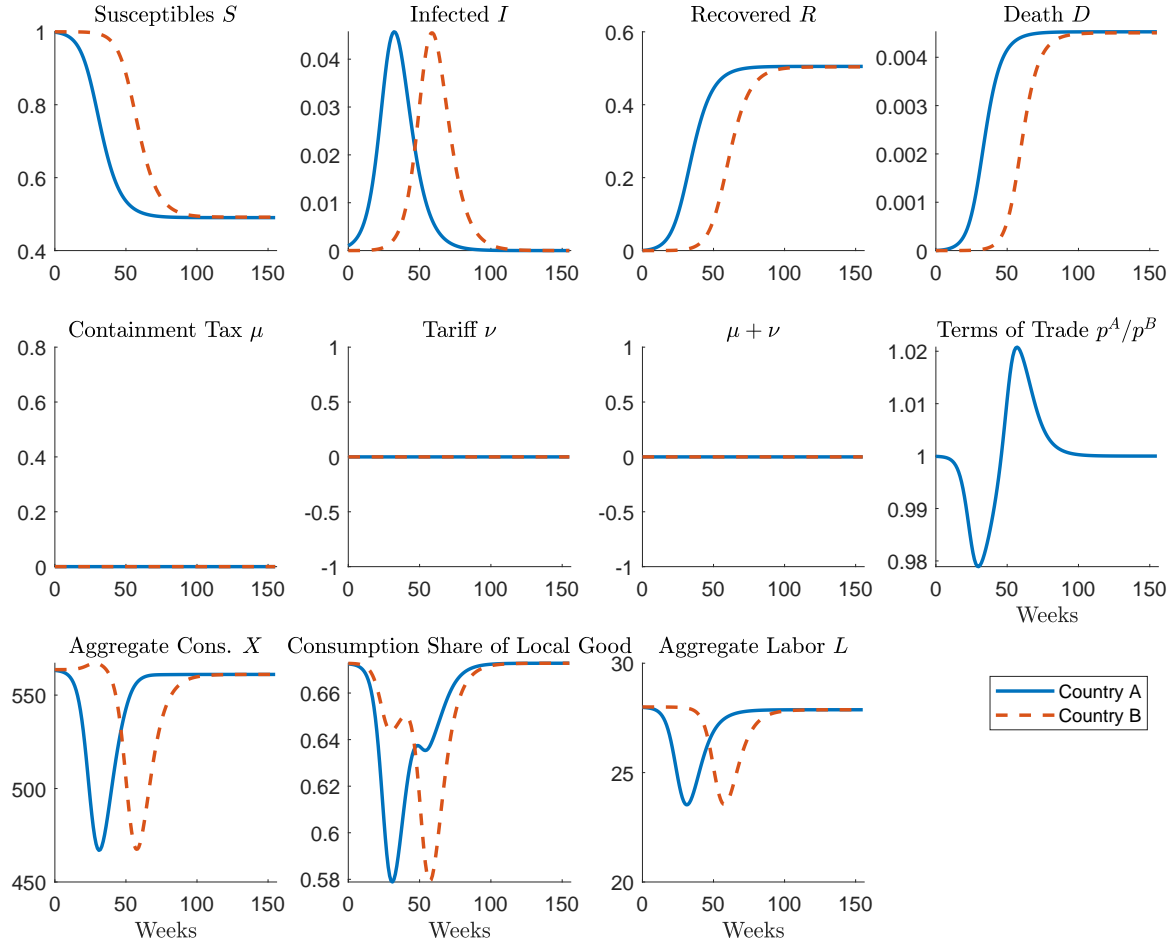 Susceptibles S
Infected I
Recovered R
Death D
1
0.8
0.6
0.4
0 50 100 150
0.04
0.03
0.02
0.01
0
0 50 100 150
0.6
0.4
0.2
0
0 50 100 150
0.004
0.003
0.002
0.001
0
0 50 100 150
Containment Tax μ
Tariff ν
μ + ν
Terms of Trade p^A/p^B
0.8
0.6
0.4
0.2
0
0 50 100 150
1
0.5
0
-0.5
-1
0 50 100 150
1
0.5
0
-0.5
-1
0 50 100 150
1.02
1.01
1
0.99
0.98
0 50 100 150
Weeks
Aggregate Cons. X
Consumption Share of Local Good
Aggregate Labor L
550
500
450
0 50 100 150
Weeks
0.66
0.64
0.62
0.6
0.58
0 50 100 150
Weeks
30
25
20
0 50 100 150
Weeks
Country A
Country B